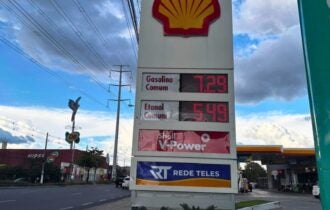 Gasolina
Comum
7.29
Etanol
Comum
5.49
Shell
V-Power
RT REDE TELES